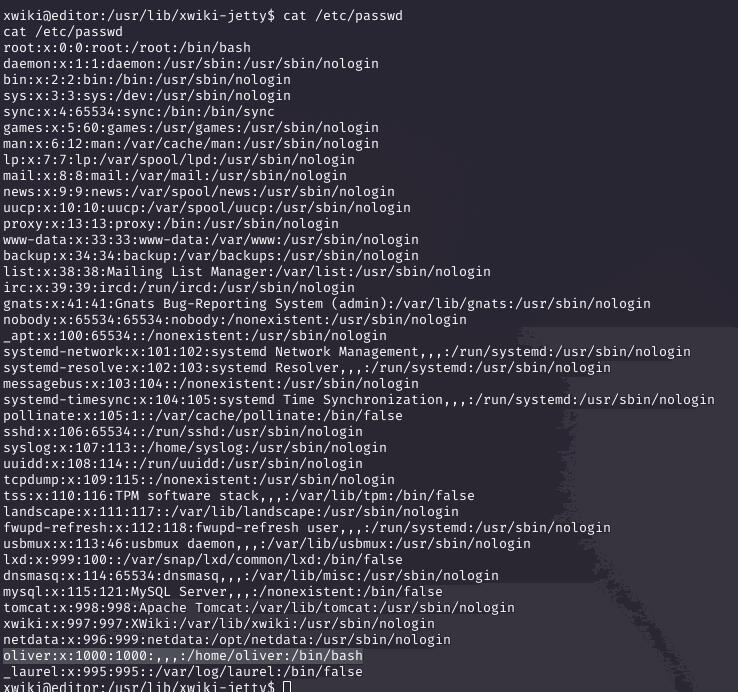 xwiki@editor:/usr/lib/xwiki-jetty$ cat /etc/passwd
cat /etc/passwd
root:x:0:0:root:/root:/bin/bash
daemon:x:1:1:daemon:/usr/sbin:/usr/sbin/nologin
bin:x:2:2:bin:/bin:/usr/sbin/nologin
sys:x:3:3:sys:/dev:/usr/sbin/nologin
sync:x:4:65534:sync:/bin:/bin/sync
games:x:5:60:games:/usr/games:/usr/sbin/nologin
man:x:6:12:man:/var/cache/man:/usr/sbin/nologin
lp:x:7:7:lp:/var/spool/lpd:/usr/sbin/nologin
mail:x:8:8:mail:/var/mail:/usr/sbin/nologin
news:x:9:9:news:/var/spool/news:/usr/sbin/nologin
uucp:x:10:10:uucp:/var/spool/uucp:/usr/sbin/nologin
proxy:x:13:13:proxy:/bin:/usr/sbin/nologin
www-data:x:33:33:www-data:/var/www:/usr/sbin/nologin
backup:x:34:34:backup:/var/backups:/usr/sbin/nologin
list:x:38:38:Mailing List Manager:/var/list:/usr/sbin/nologin
irc:x:39:39:ircd:/run/ircd:/usr/sbin/nologin
gnats:x:41:41:Gnats Bug-Reporting System (admin):/var/lib/gnats:/usr/sbin/nologin
nobody:x:65534:65534:nobody:/nonexistent:/usr/sbin/nologin
_apt:x:100:65534::/nonexistent:/usr/sbin/nologin
systemd-network:x:101:102:systemd Network Management,,,:/run/systemd:/usr/sbin/nologin
systemd-resolve:x:102:103:systemd Resolver,,,:/run/systemd:/usr/sbin/nologin
messagebus:x:103:104::/nonexistent:/usr/sbin/nologin
systemd-timesync:x:104:105:systemd Time Synchronization,,,:/run/systemd:/usr/sbin/nologin
pollinate:x:105:1::/var/cache/pollinate:/bin/false
sshd:x:106:65534::/run/sshd:/usr/sbin/nologin
syslog:x:107:113::/home/syslog:/usr/sbin/nologin
uuidd:x:108:114::/run/uuidd:/usr/sbin/nologin
tcpdump:x:109:115::/nonexistent:/usr/sbin/nologin
tss:x:110:116:TPM software stack,,,:/var/lib/tpm:/bin/false
landscape:x:111:117::/var/lib/landscape:/usr/sbin/nologin
fwupd-refresh:x:112:118:fwupd-refresh user,,,:/run/systemd:/usr/sbin/nologin
usbmux:x:113:46:usbmux daemon,,,:/var/lib/usbmux:/usr/sbin/nologin
lxd:x:999:100::/var/snap/lxd/common/lxd:/bin/false
dnsmasq:x:114:65534:dnsmasq,,,:/var/lib/misc:/usr/sbin/nologin
mysql:x:115:121:MySQL Server,,,:/nonexistent:/bin/false
tomcat:x:998:998:Apache Tomcat:/var/lib/tomcat:/usr/sbin/nologin
xwiki:x:997:997:XWiki:/var/lib/xwiki:/usr/sbin/nologin
netdata:x:996:999:netdata:/opt/netdata:/usr/sbin/nologin
oliver:x:1000:1000:,,,:/home/oliver:/bin/bash
_laurel:x:995:995::/var/log/laurel:/bin/false
xwiki@editor:/usr/lib/xwiki-jetty$